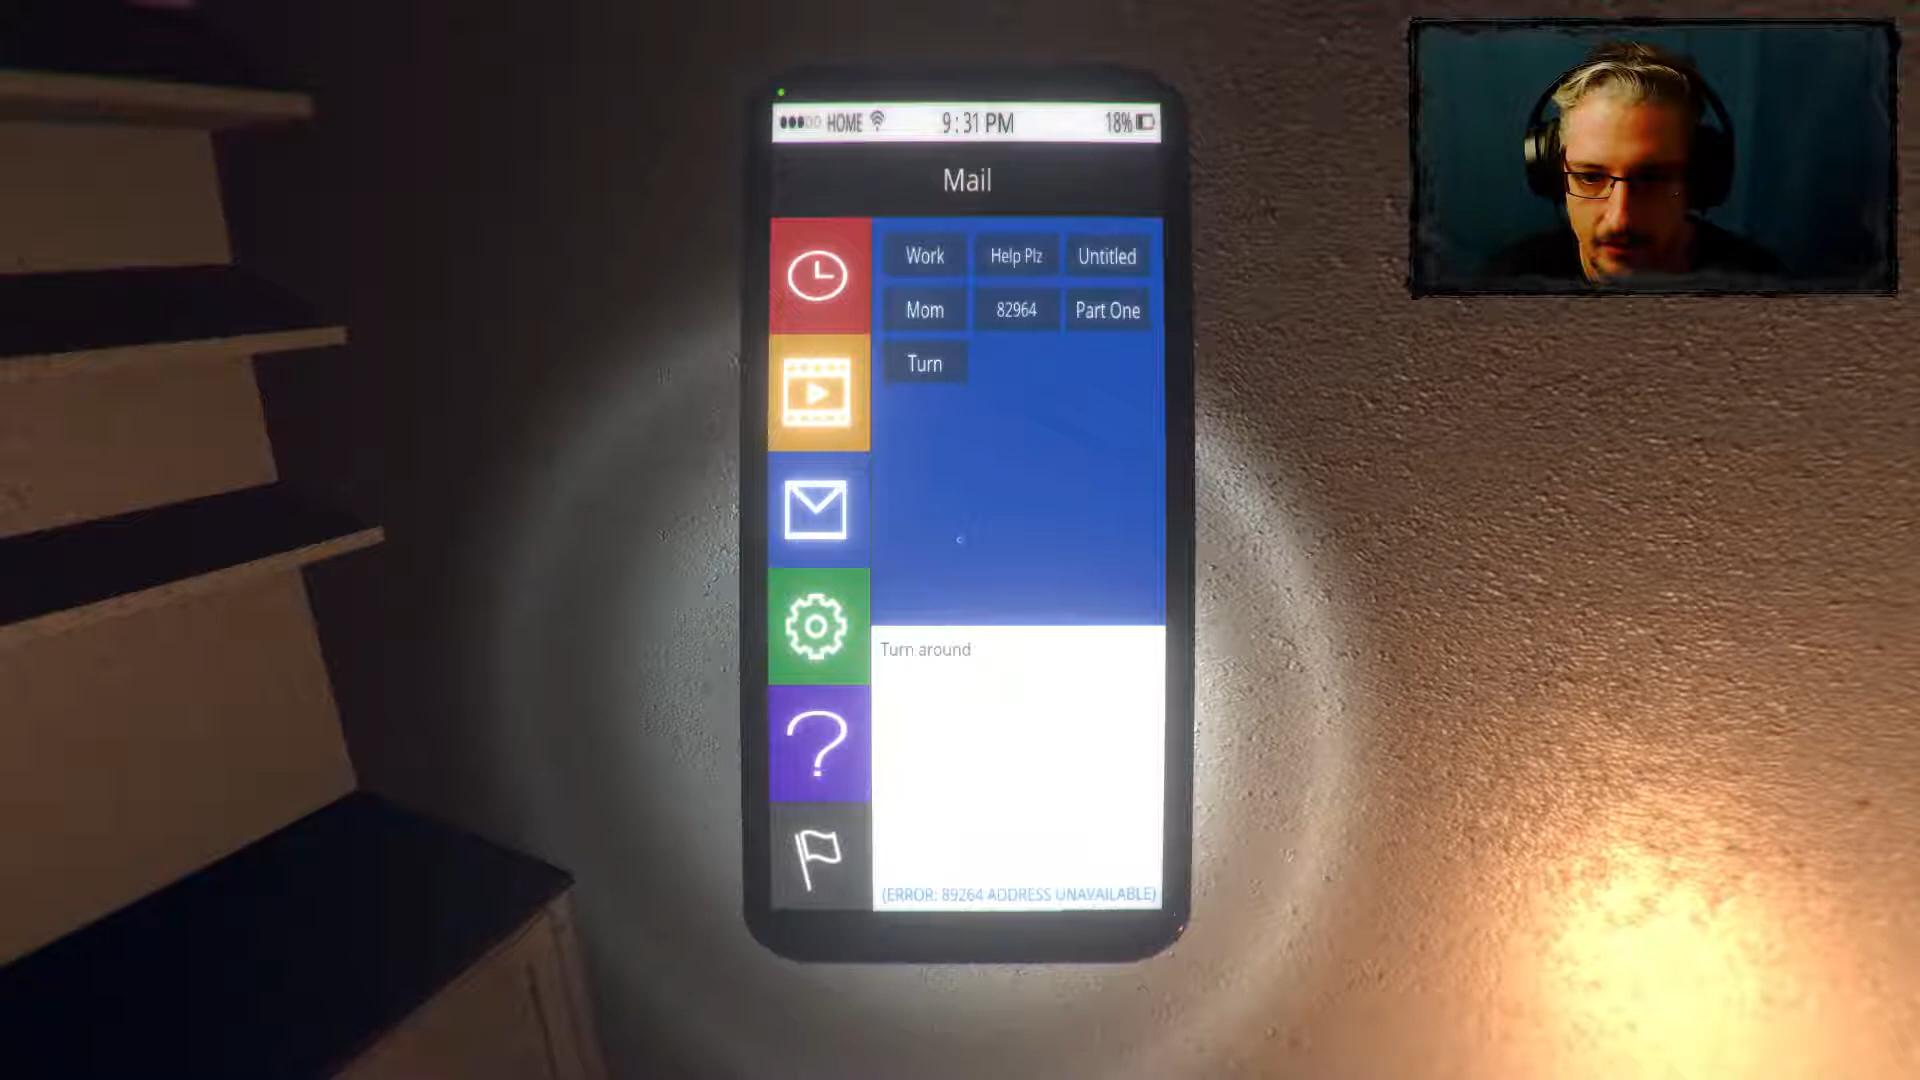 HOME 9:31 PM 18%
Mail
Work Help Plz Untitled
Mom 82964 Part One
Turn
Turn around
(ERROR: 89264 ADDRESS UNAVAILABLE)